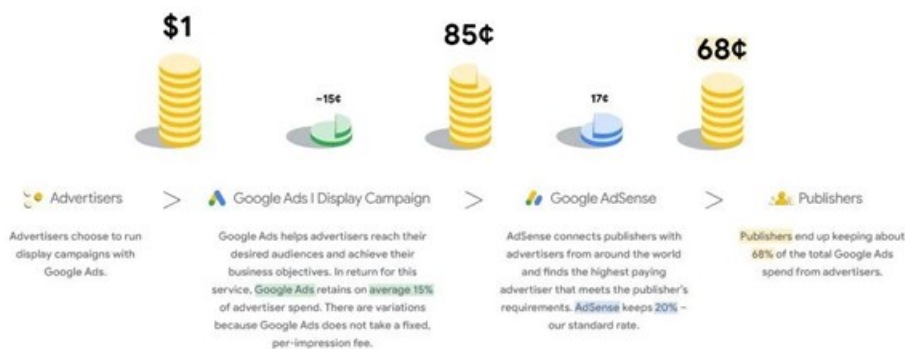 $1
~15¢
85¢
17¢
68¢
Advertisers
>
Google Ads | Display Campaign
>
Google AdSense
>
Publishers
Advertisers choose to run
display campaigns with
Google Ads.
Google Ads helps advertisers reach their
desired audiences and achieve their
business objectives. In return for this
service, Google Ads retains on average 15%
of advertiser spend. There are variations
because Google Ads does not take a fixed,
per-impression fee.
AdSense connects publishers with
advertisers from around the world
and finds the highest paying
advertiser that meets the publisher's
requirements. AdSense keeps 20% –
our standard rate.
Publishers end up keeping about
68% of the total Google Ads
spend from advertisers.